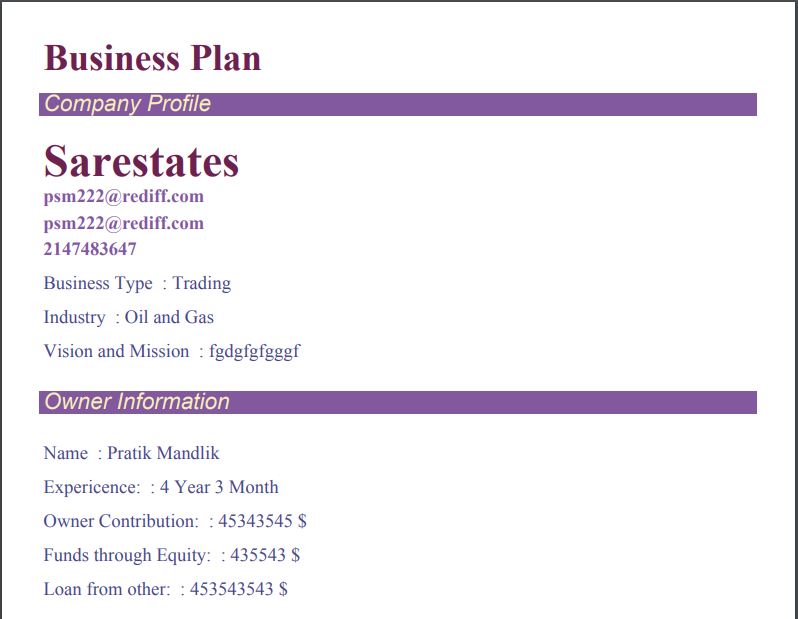 Business Plan
Company Profile
Sarestates
psm222@rediff.com
psm222@rediff.com
2147483647
Business Type  : Trading
Industry  : Oil and Gas
Vision and Mission  : fgdgfgfgggf
Owner Information
Name  : Pratik Mandlik
Expericence:  : 4 Year 3 Month
Owner Contribution:  : 45343545 $
Funds through Equity:  : 435543 $
Loan from other:  : 453543543 $